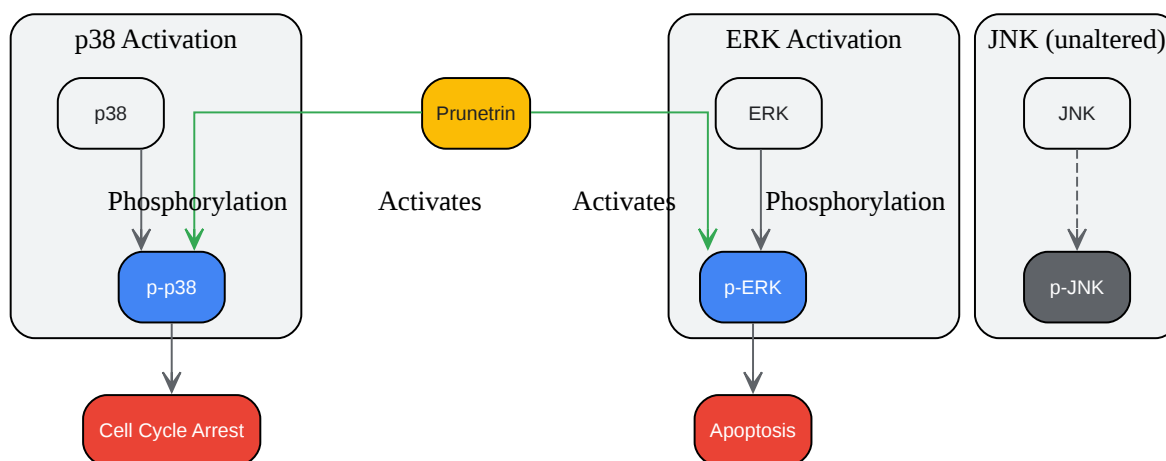 p38 Activation
ERK Activation
JNK (unaltered)
p38
Prunetrin
ERK
JNK
Phosphorylation
Activates
Activates
Phosphorylation
p-p38
p-ERK
p-JNK
Cell Cycle Arrest
Apoptosis